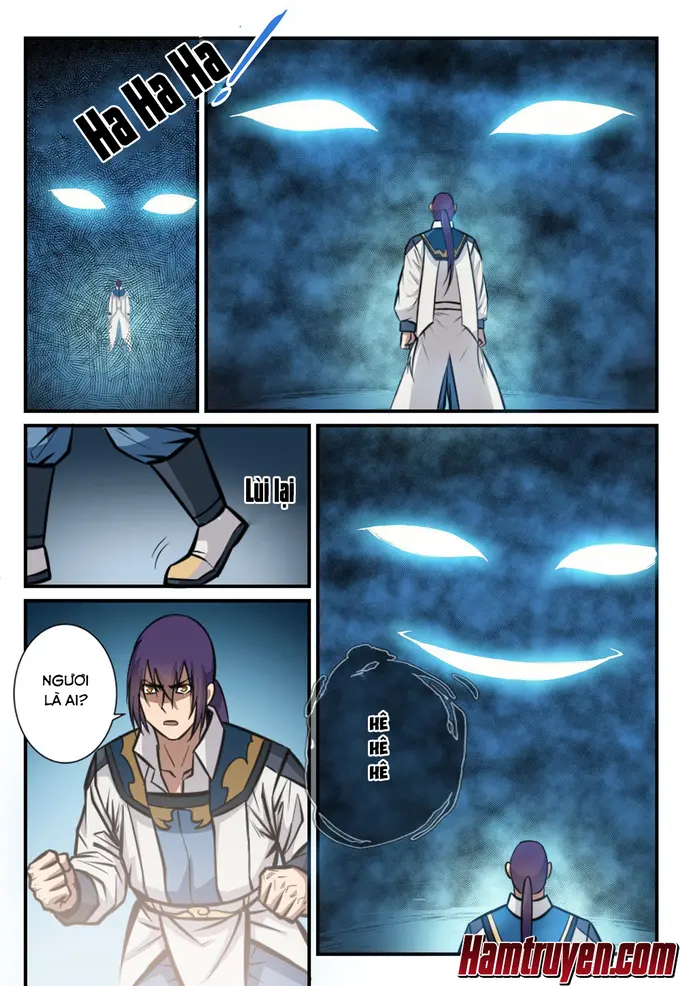 Ha Ha Ha!
Lùi lại
NGƯƠI
LÀ AI?
HÊ
HÊ
HÊ
Hamtruyen.com